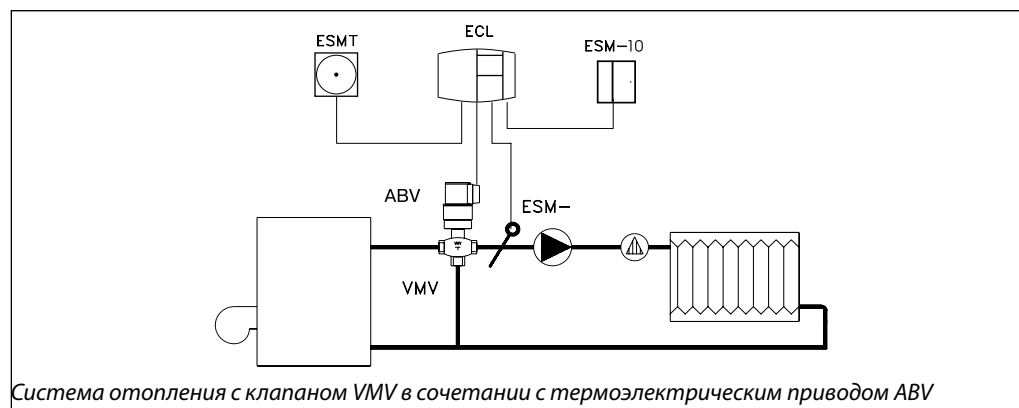 ESMT
ECL
ESM-10
ABV
ESM-
VMV
Система отопления с клапаном VMV в сочетании с термоэлектрическим приводом ABV